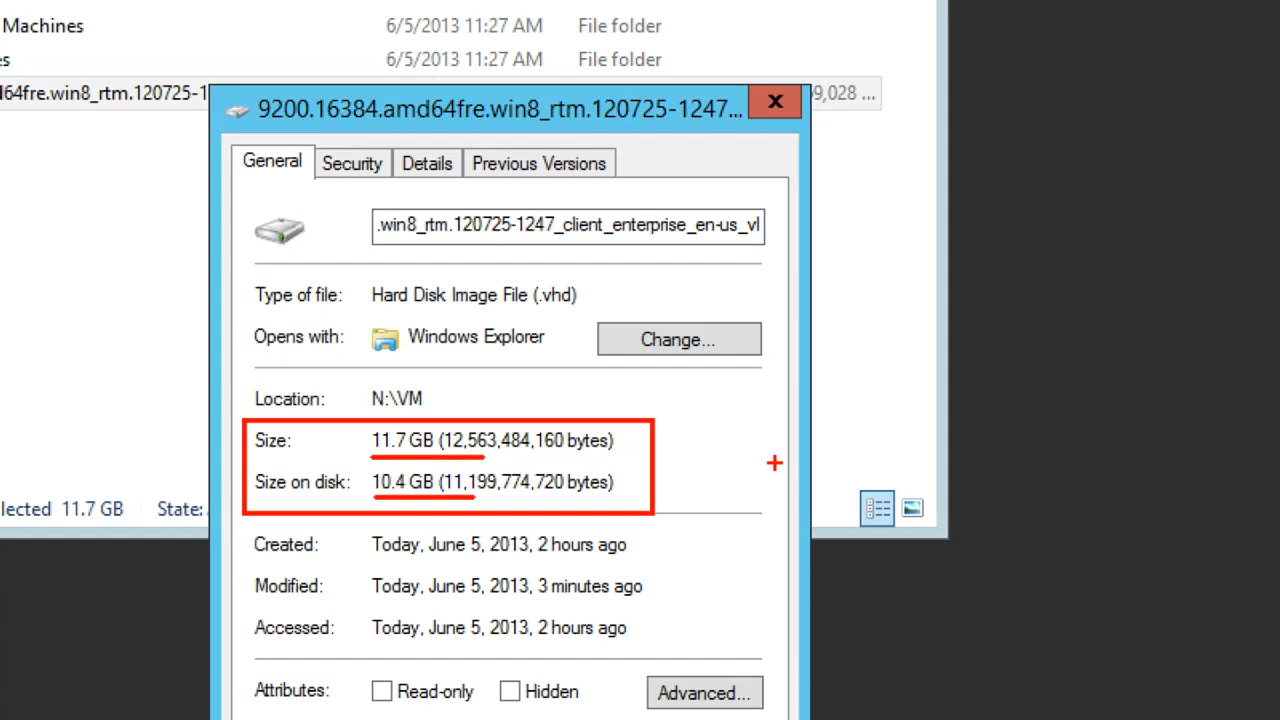 Machines 6/5/2013 11:27 AM File folder
s 6/5/2013 11:27 AM File folder
d64fre.win8_rtm.120725-1 9,028 ...
9200.16384.amd64fre.win8_rtm.120725-1247... x
General Security Details Previous Versions
.win8_rtm.120725-1247_client_enterprise_en-us_vl
Type of file: Hard Disk Image File (.vhd)
Opens with: Windows Explorer Change...
Location: N:\VM
Size: 11.7 GB (12,563,484,160 bytes)
Size on disk: 10.4 GB (11,199,774,720 bytes)
lected 11.7 GB State:
Created: Today, June 5, 2013, 2 hours ago
Modified: Today, June 5, 2013, 3 minutes ago
Accessed: Today, June 5, 2013, 2 hours ago
Attributes: Read-only Hidden Advanced...